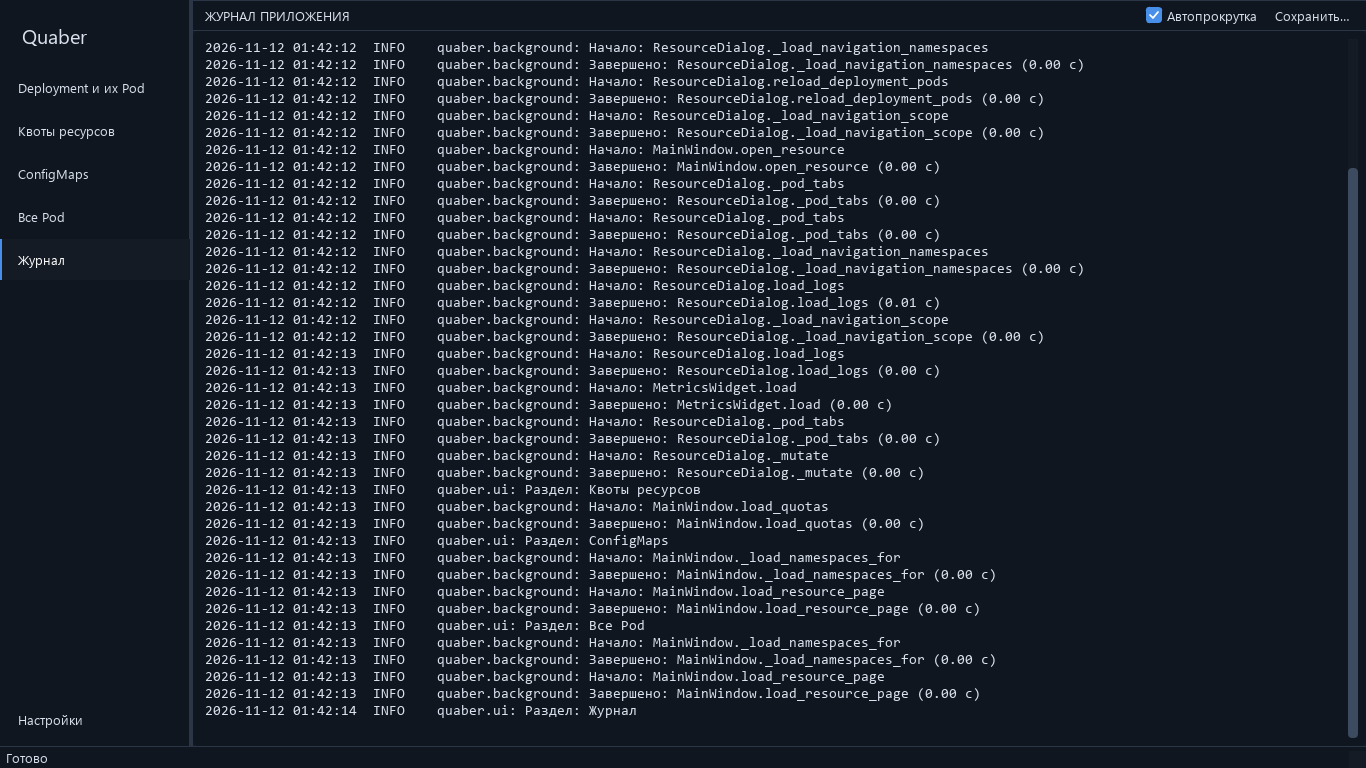 Quaber
Deployment и их Pod
Квоты ресурсов
ConfigMaps
Все Pod
Журнал
Настройки
ЖУРНАЛ ПРИЛОЖЕНИЯ
Автопрокрутка
Сохранить...
2026-11-12 01:42:12  INFO    quaber.background: Начало: ResourceDialog._load_navigation_namespaces
2026-11-12 01:42:12  INFO    quaber.background: Завершено: ResourceDialog._load_navigation_namespaces (0.00 с)
2026-11-12 01:42:12  INFO    quaber.background: Начало: ResourceDialog.reload_deployment_pods
2026-11-12 01:42:12  INFO    quaber.background: Завершено: ResourceDialog.reload_deployment_pods (0.00 с)
2026-11-12 01:42:12  INFO    quaber.background: Начало: ResourceDialog._load_navigation_scope
2026-11-12 01:42:12  INFO    quaber.background: Завершено: ResourceDialog._load_navigation_scope (0.00 с)
2026-11-12 01:42:12  INFO    quaber.background: Начало: MainWindow.open_resource
2026-11-12 01:42:12  INFO    quaber.background: Завершено: MainWindow.open_resource (0.00 с)
2026-11-12 01:42:12  INFO    quaber.background: Начало: ResourceDialog._pod_tabs
2026-11-12 01:42:12  INFO    quaber.background: Завершено: ResourceDialog._pod_tabs (0.00 с)
2026-11-12 01:42:12  INFO    quaber.background: Начало: ResourceDialog._pod_tabs
2026-11-12 01:42:12  INFO    quaber.background: Завершено: ResourceDialog._pod_tabs (0.00 с)
2026-11-12 01:42:12  INFO    quaber.background: Начало: ResourceDialog._load_navigation_namespaces
2026-11-12 01:42:12  INFO    quaber.background: Завершено: ResourceDialog._load_navigation_namespaces (0.00 с)
2026-11-12 01:42:12  INFO    quaber.background: Начало: ResourceDialog.load_logs
2026-11-12 01:42:12  INFO    quaber.background: Завершено: ResourceDialog.load_logs (0.01 с)
2026-11-12 01:42:12  INFO    quaber.background: Начало: ResourceDialog._load_navigation_scope
2026-11-12 01:42:12  INFO    quaber.background: Завершено: ResourceDialog._load_navigation_scope (0.00 с)
2026-11-12 01:42:13  INFO    quaber.background: Начало: ResourceDialog.load_logs
2026-11-12 01:42:13  INFO    quaber.background: Завершено: ResourceDialog.load_logs (0.00 с)
2026-11-12 01:42:13  INFO    quaber.background: Начало: MetricsWidget.load
2026-11-12 01:42:13  INFO    quaber.background: Завершено: MetricsWidget.load (0.00 с)
2026-11-12 01:42:13  INFO    quaber.background: Начало: ResourceDialog._pod_tabs
2026-11-12 01:42:13  INFO    quaber.background: Завершено: ResourceDialog._pod_tabs (0.00 с)
2026-11-12 01:42:13  INFO    quaber.background: Начало: ResourceDialog._mutate
2026-11-12 01:42:13  INFO    quaber.background: Завершено: ResourceDialog._mutate (0.00 с)
2026-11-12 01:42:13  INFO    quaber.ui: Раздел: Квоты ресурсов
2026-11-12 01:42:13  INFO    quaber.background: Начало: MainWindow.load_quotas
2026-11-12 01:42:13  INFO    quaber.background: Завершено: MainWindow.load_quotas (0.00 с)
2026-11-12 01:42:13  INFO    quaber.ui: Раздел: ConfigMaps
2026-11-12 01:42:13  INFO    quaber.background: Начало: MainWindow._load_namespaces_for
2026-11-12 01:42:13  INFO    quaber.background: Завершено: MainWindow._load_namespaces_for (0.00 с)
2026-11-12 01:42:13  INFO    quaber.background: Начало: MainWindow.load_resource_page
2026-11-12 01:42:13  INFO    quaber.background: Завершено: MainWindow.load_resource_page (0.00 с)
2026-11-12 01:42:13  INFO    quaber.ui: Раздел: Все Pod
2026-11-12 01:42:13  INFO    quaber.background: Начало: MainWindow._load_namespaces_for
2026-11-12 01:42:13  INFO    quaber.background: Завершено: MainWindow._load_namespaces_for (0.00 с)
2026-11-12 01:42:13  INFO    quaber.background: Начало: MainWindow.load_resource_page
2026-11-12 01:42:13  INFO    quaber.background: Завершено: MainWindow.load_resource_page (0.00 с)
2026-11-12 01:42:14  INFO    quaber.ui: Раздел: Журнал
Готово